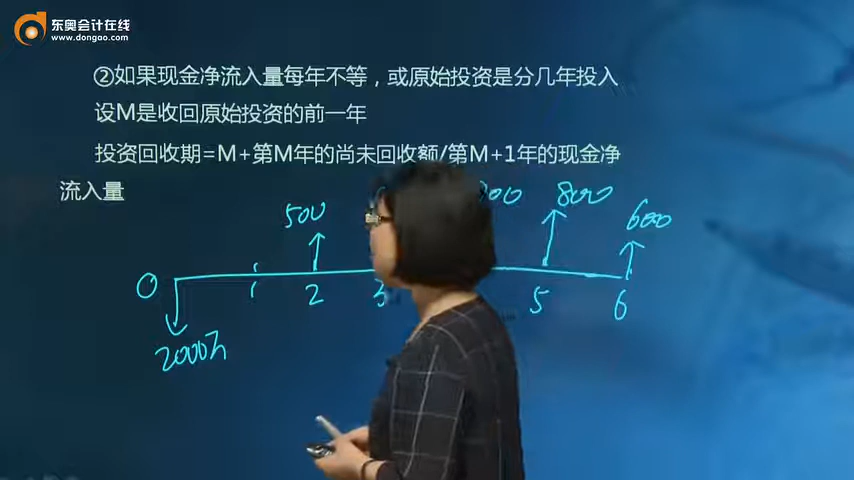 东奥会计在线
www.dongao.com
②如果现金净流入量每年不等，或原始投资是分几年投入
设M是收回原始投资的前一年
投资回收期=M+第M年的尚未回收额/第M+1年的现金净
流入量
500 800 600
0 1 2 3 5 6
2000万